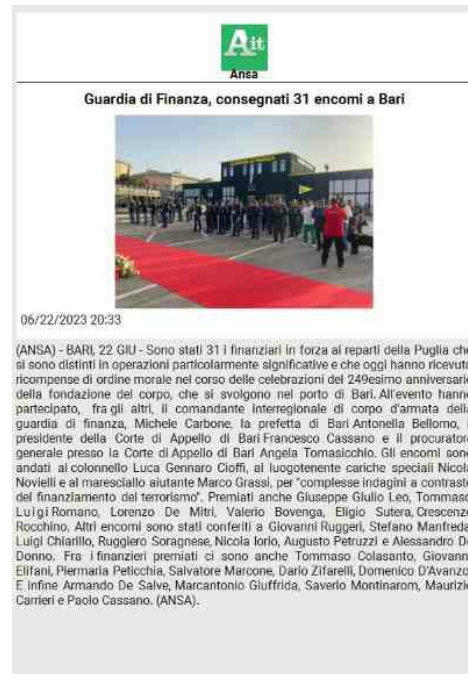 Ait
Ansa
Guardia di Finanza, consegnati 31 encomi a Bari
06/22/2023 20:33
(ANSA) - BARI, 22 GIU - Sono stati 31 i finanziari in forza ai reparti della Puglia che
si sono distinti in operazioni particolarmente significative e che oggi hanno ricevuto
ricompense di ordine morale nel corso delle celebrazioni del 249esimo anniversario
della fondazione del corpo, che si svolgono nel porto di Bari. All'evento hanno
partecipato, fra gli altri, il comandante interregionale di corpo d'armata della
guardia di finanza, Michele Carbone, la prefetta di Bari Antonella Bellomo,
presidente della Corte di Appello di Bari Francesco Cassano e il procurator
generale presso la Corte di Appello di Bari Angela Tomasicchio. Gli encomi sono
andati al colonnello Luca Gennaro Cioffi, al luogotenente cariche speciali Nicola
Novielli e al maresciallo aiutante Marco Grassi, per "complesse indagini a contrasto
del finanziamento del terrorismo". Premiati anche Giuseppe Giulio Leo, Tommaso
Luigi Romano, Lorenzo De Mitri, Valerio Bovenga, Eligio Sutera, Crescenzo
Rocchino. Altri encomi sono stati conferiti a Giovanni Ruggeri, Stefano Manfreda,
Luigi Chiarillo, Ruggiero Soragnese, Nicola Iorio, Augusto Petruzzi e Alessandro De
Donno. Fra i finanzieri premiati ci sono anche Tommaso Colasanto, Giovanni
Elifani, Piermaria Peticchia, Salvatore Marcone, Dario Zifarelli, Domenico D'Avanzo.
E infine Armando De Salve, Marcantonio Giuffrida, Saverio Montinarom, Maurizio
Carrieri e Paolo Cassano. (ANSA).